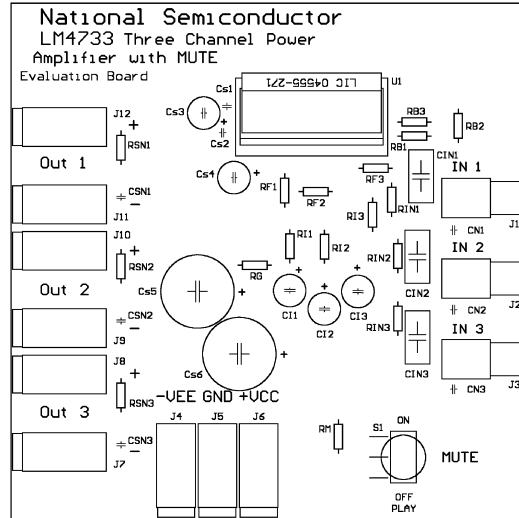 National Semiconductor
LM4733 Three Channel Power
Amplifier with MUTE
Evaluation Board
LIC 04555-271
U1
Cs1
Cs3
Cs2
J12
+
RSN1
Out 1
RB3
RB2
RB1
CIN1
IN 1
Cs4
+
RF1
RF2
RF3
RIN1
CSN1
-
J11
J10
RI3
CN1
J1
+
RSN2
Out 2
RI1
RI2
RIN2
IN 2
RG
Cs5
+
CI1
CI2
CI3
CIN2
CN2
J2
CSN2
-
J9
J8
RIN3
IN 3
Cs6
+
CIN3
CN3
J3
+
RSN3
Out 3
-VEE GND +VCC
J4
J5
J6
CSN3
-
J7
RM
S1
ON
MUTE
OFF
PLAY